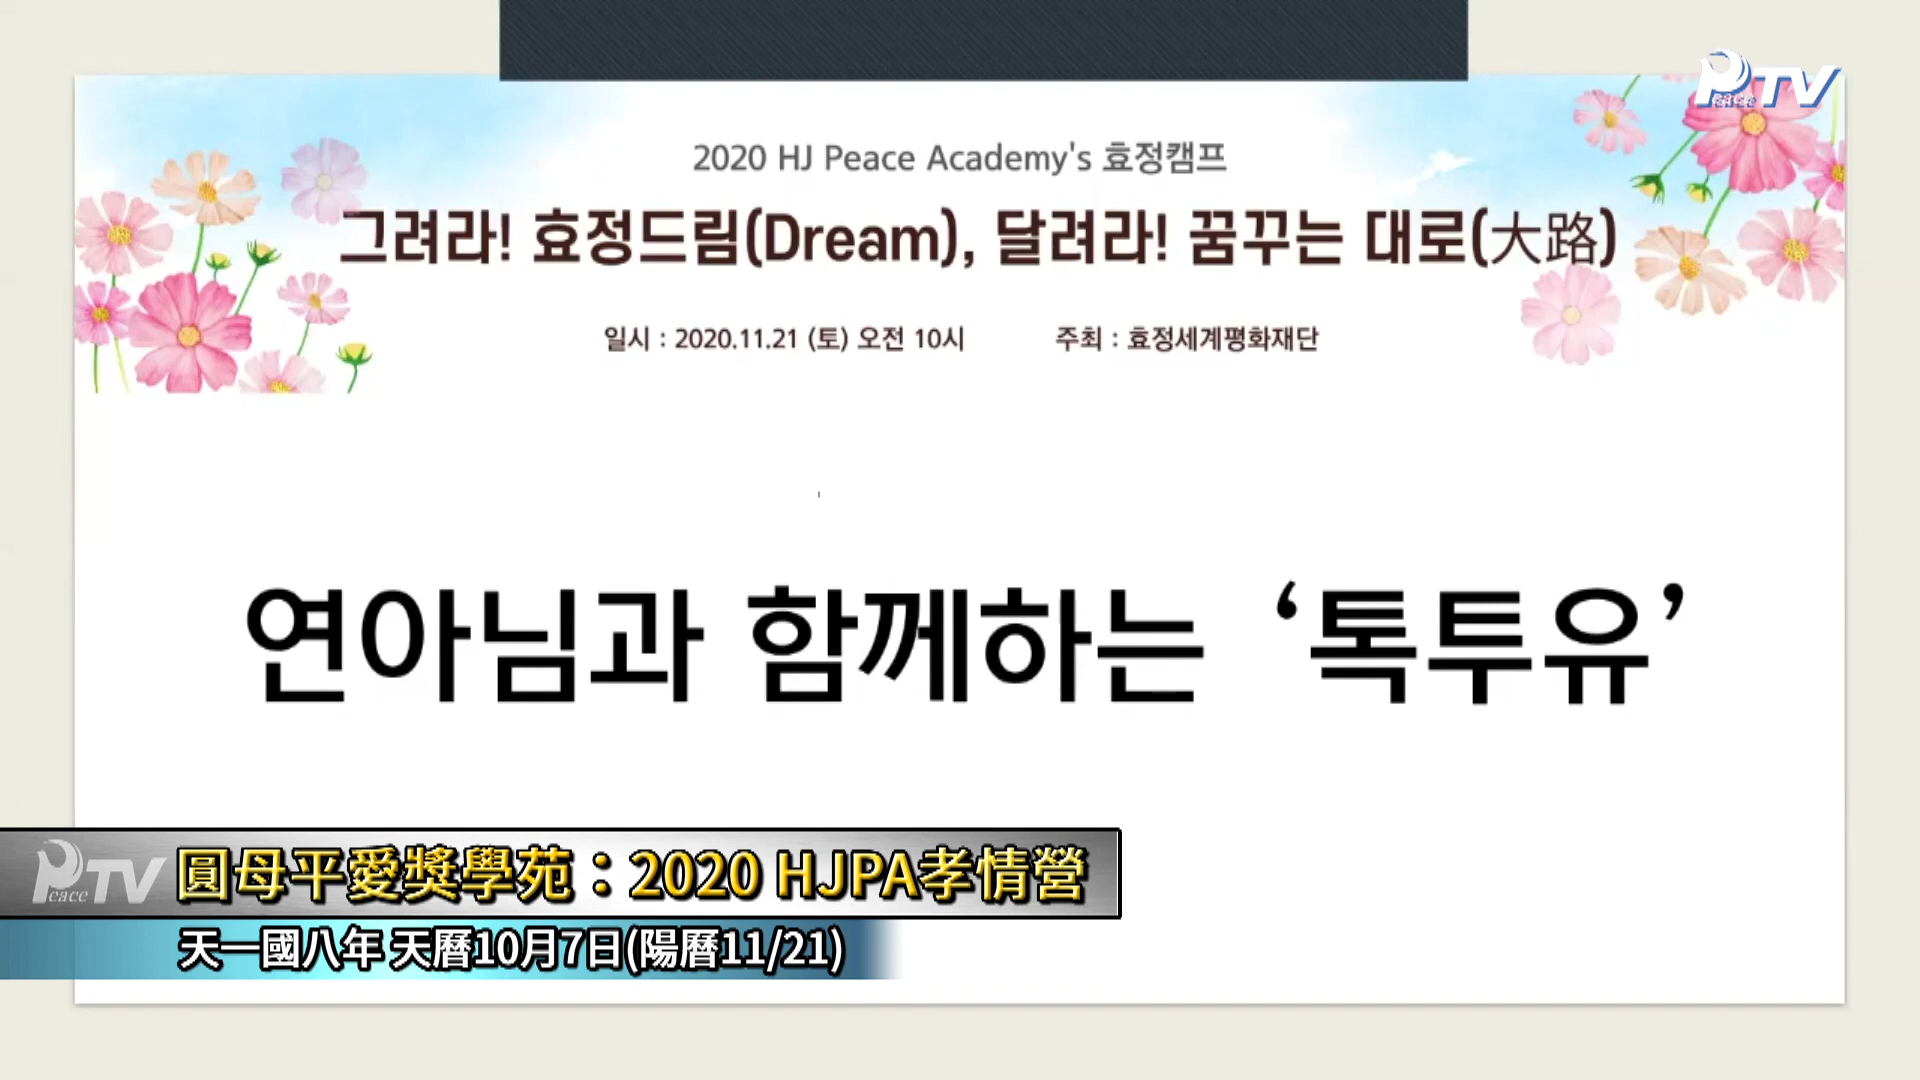 Peace TV
2020 HJ Peace Academy's 효정캠프
그려라! 효정드림(Dream), 달려라! 꿈꾸는 대로(大路)
일시 : 2020.11.21 (토) 오전 10시 주최 : 효정세계평화재단
연아님과 함께하는 ‘톡투유’
Peace TV 圓母平愛獎學苑：2020 HJPA孝情營
天一國八年 天曆10月7日(陽曆11/21)